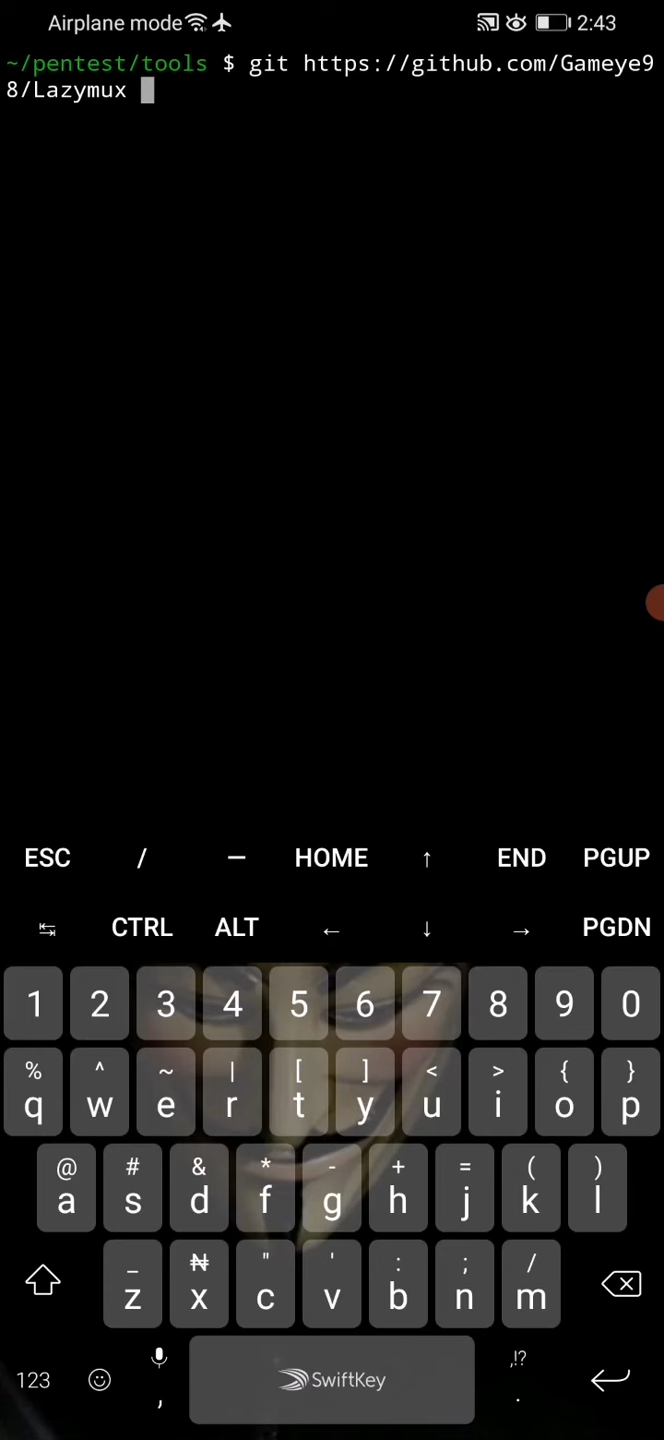 Airplane mode 2:43
~/pentest/tools $ git https://github.com/Gameye9
8/Lazymux
ESC / — HOME ↑ END PGUP
↹ CTRL ALT ← ↓ → PGDN
1 2 3 4 5 6 7 8 9 0
% ^ ~ | [ ] < > { }
q w e r t y u i o p
@ # & * - + = ( )
a s d f g h j k l
_ ₦ " ' : ; /
z x c v b n m
,!?
123 , SwiftKey .